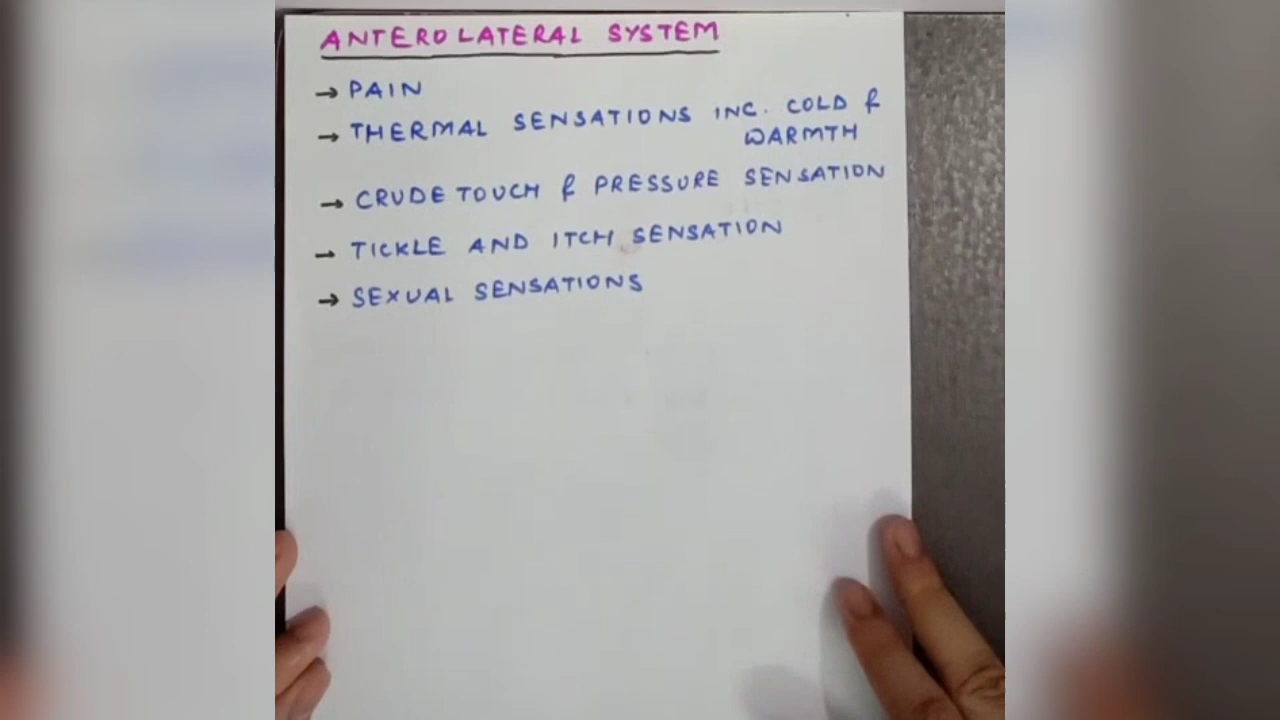 ANTEROLATERAL SYSTEM
→ PAIN
→ THERMAL SENSATIONS INC. COLD &
WARMTH
→ CRUDE TOUCH & PRESSURE SENSATION
→ TICKLE AND ITCH SENSATION
→ SEXUAL SENSATIONS